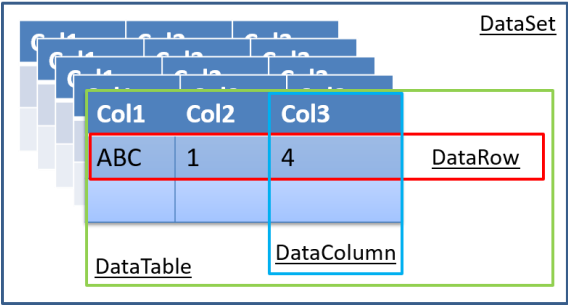 DataSet
Col1 Col2 Col3
ABC 1 4
DataRow
DataColumn
DataTable